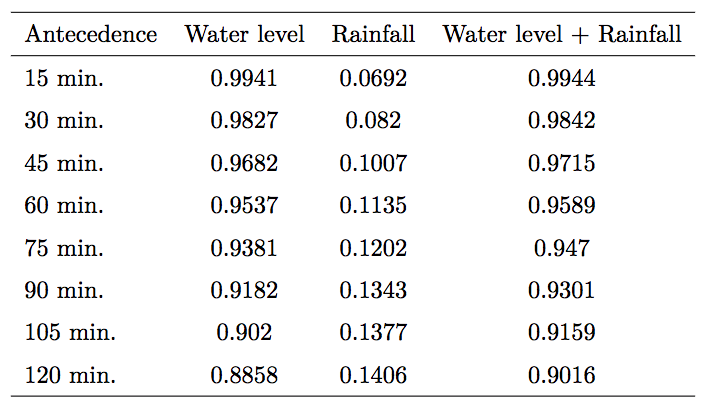 Antecedence Water level Rainfall Water level + Rainfall
15 min. 0.9941 0.0692 0.9944
30 min. 0.9827 0.082 0.9842
45 min. 0.9682 0.1007 0.9715
60 min. 0.9537 0.1135 0.9589
75 min. 0.9381 0.1202 0.947
90 min. 0.9182 0.1343 0.9301
105 min. 0.902 0.1377 0.9159
120 min. 0.8858 0.1406 0.9016